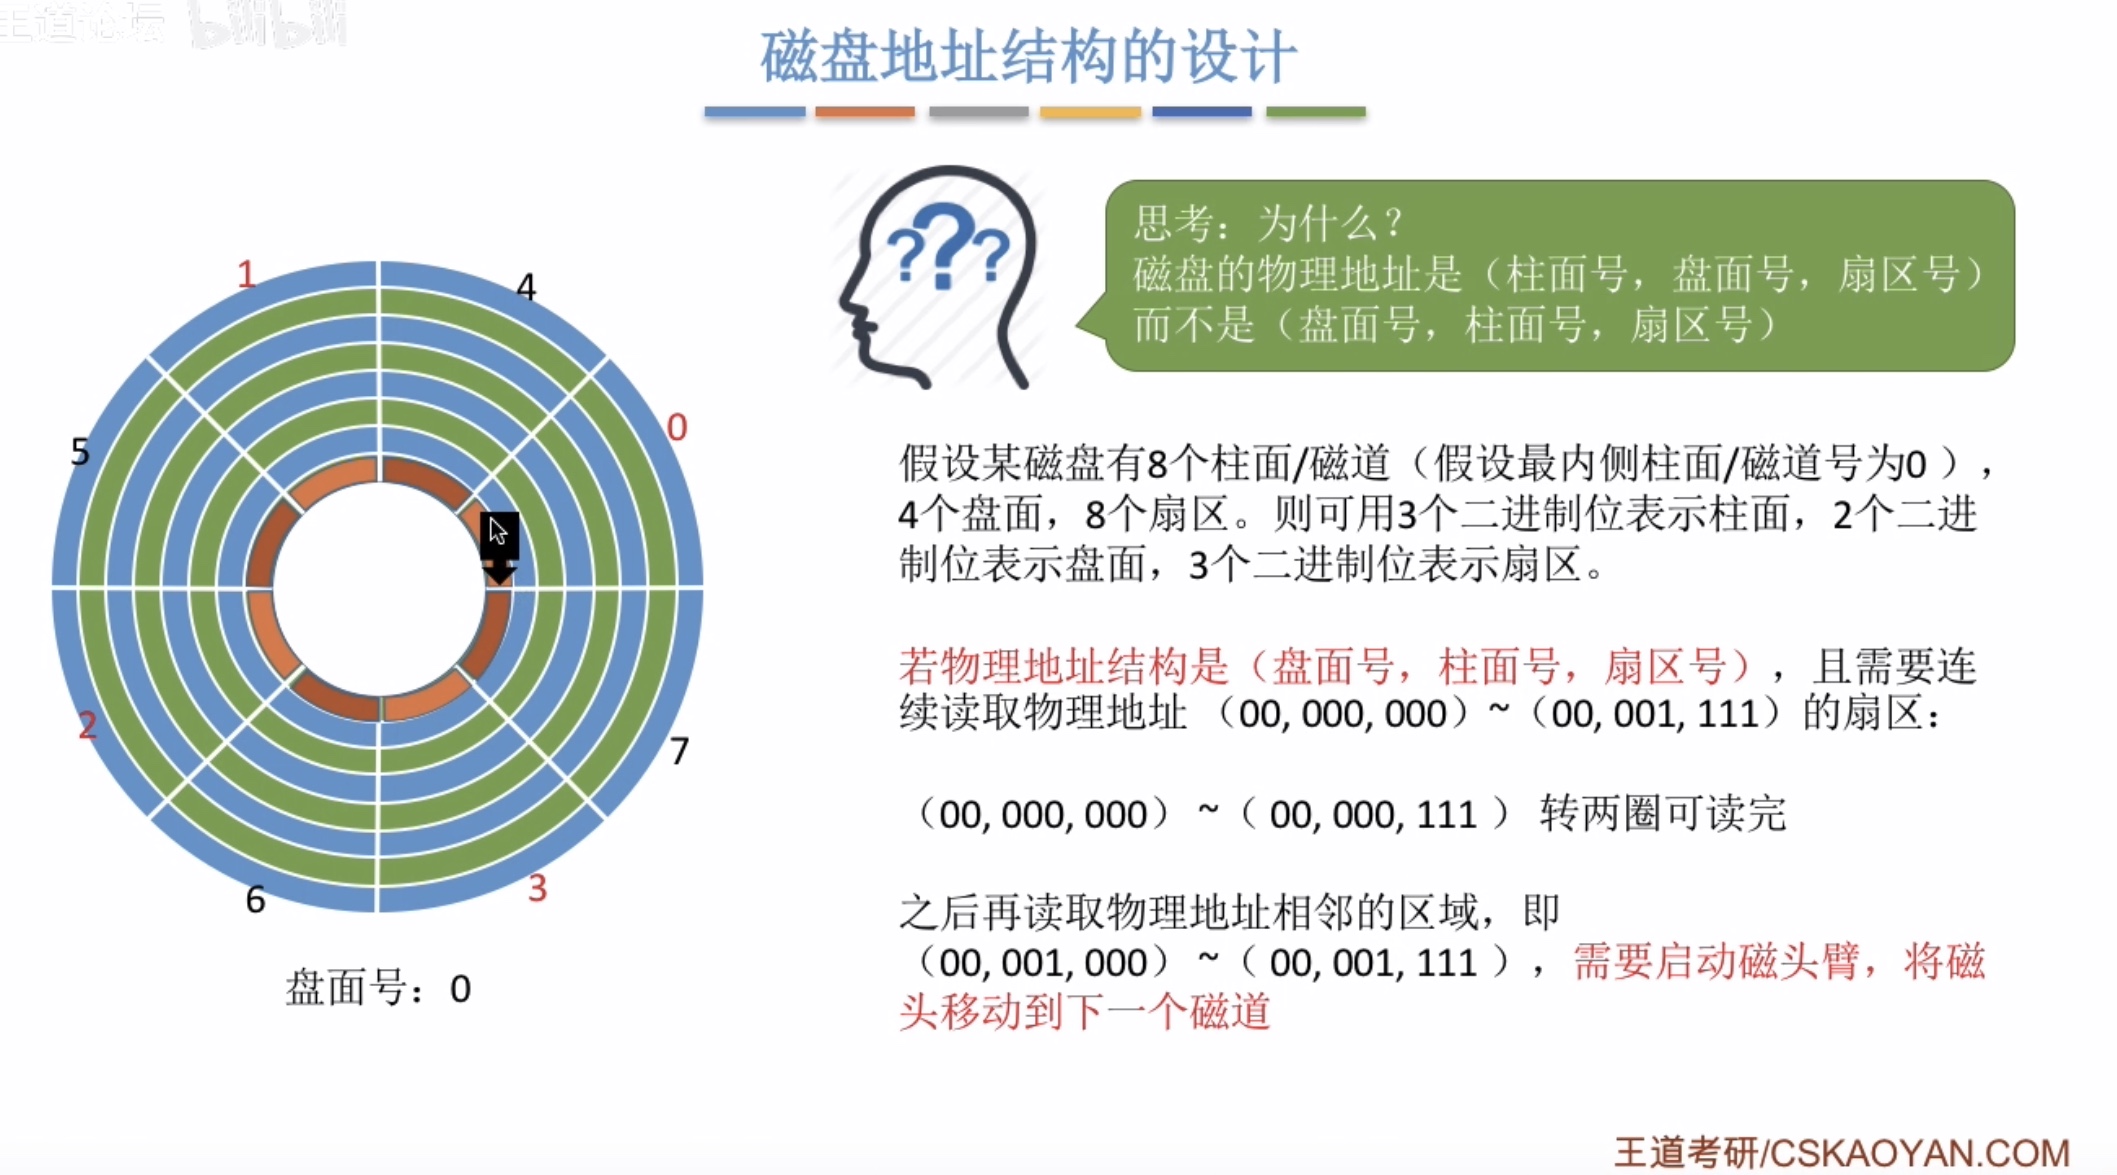 王道论坛 bilibili
磁盘地址结构的设计
???
思考：为什么？
磁盘的物理地址是（柱面号，盘面号，扇区号）
而不是（盘面号，柱面号，扇区号）
1
4
0
5
2
7
6
3
盘面号：0
假设某磁盘有8个柱面/磁道（假设最内侧柱面/磁道号为0），
4个盘面，8个扇区。则可用3个二进制位表示柱面，2个二进
制位表示盘面，3个二进制位表示扇区。
若物理地址结构是（盘面号，柱面号，扇区号），且需要连
续读取物理地址（00, 000, 000）~（00, 001, 111）的扇区：
（00, 000, 000） ~（ 00, 000, 111 ） 转两圈可读完
之后再读取物理地址相邻的区域，即
（00, 001, 000） ~（ 00, 001, 111 ），需要启动磁头臂，将磁
头移动到下一个磁道
王道考研/CSKAOYAN.COM